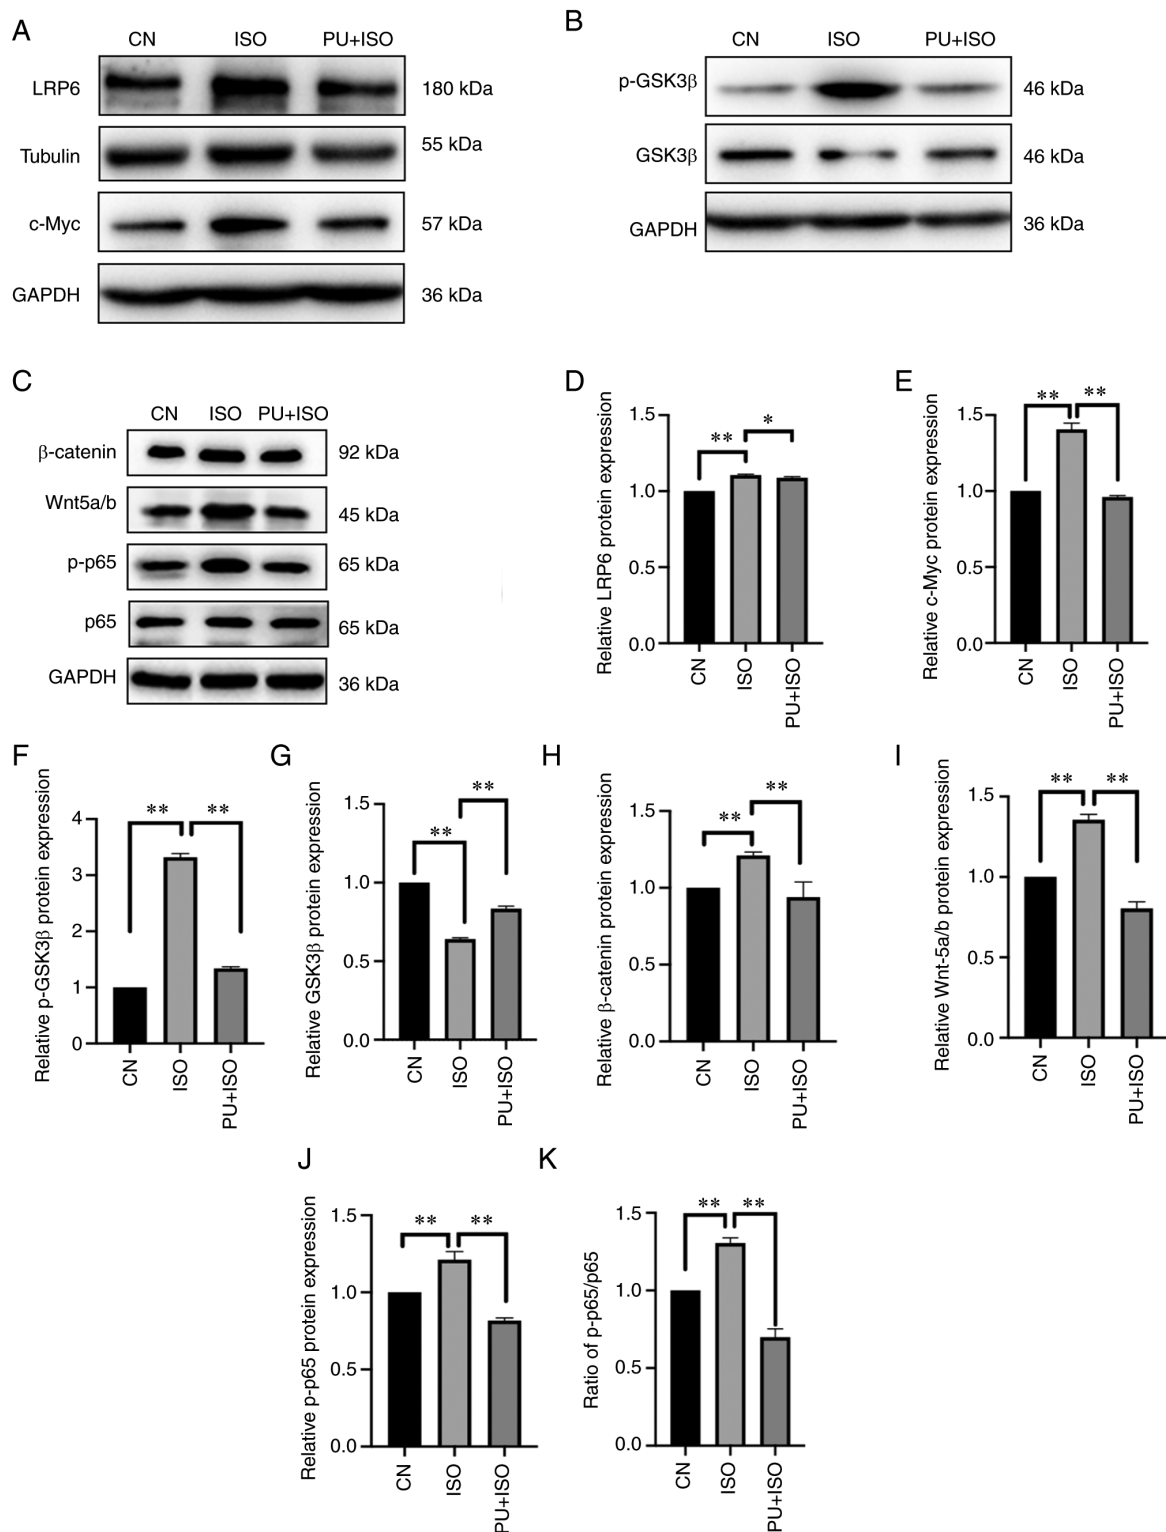 A
CN ISO PU+ISO
LRP6 180 kDa
Tubulin 55 kDa
c-Myc 57 kDa
GAPDH 36 kDa
B
CN ISO PU+ISO
p-GSK3β 46 kDa
GSK3β 46 kDa
GAPDH 36 kDa
C
CN ISO PU+ISO
β-catenin 92 kDa
Wnt5a/b 45 kDa
p-p65 65 kDa
p65 65 kDa
GAPDH 36 kDa
D
Relative LRP6 protein expression
1.5
1.0
0.5
0.0
** *
CN ISO PU+ISO
E
Relative c-Myc protein expression
1.5
1.0
0.5
0.0
** **
CN ISO PU+ISO
F
Relative p-GSK3β protein expression
4
3
2
1
0
** **
CN ISO PU+ISO
G
Relative GSK3β protein expression
1.5
1.0
0.5
0.0
** **
CN ISO PU+ISO
H
Relative β-catenin protein expression
1.5
1.0
0.5
0.0
** **
CN ISO PU+ISO
I
Relative Wnt-5a/b protein expression
1.5
1.0
0.5
0.0
** **
CN ISO PU+ISO
J
Relative p-p65 protein expression
1.5
1.0
0.5
0.0
** **
CN ISO PU+ISO
K
Ratio of p-p65/p65
1.5
1.0
0.5
0.0
** **
CN ISO PU+ISO